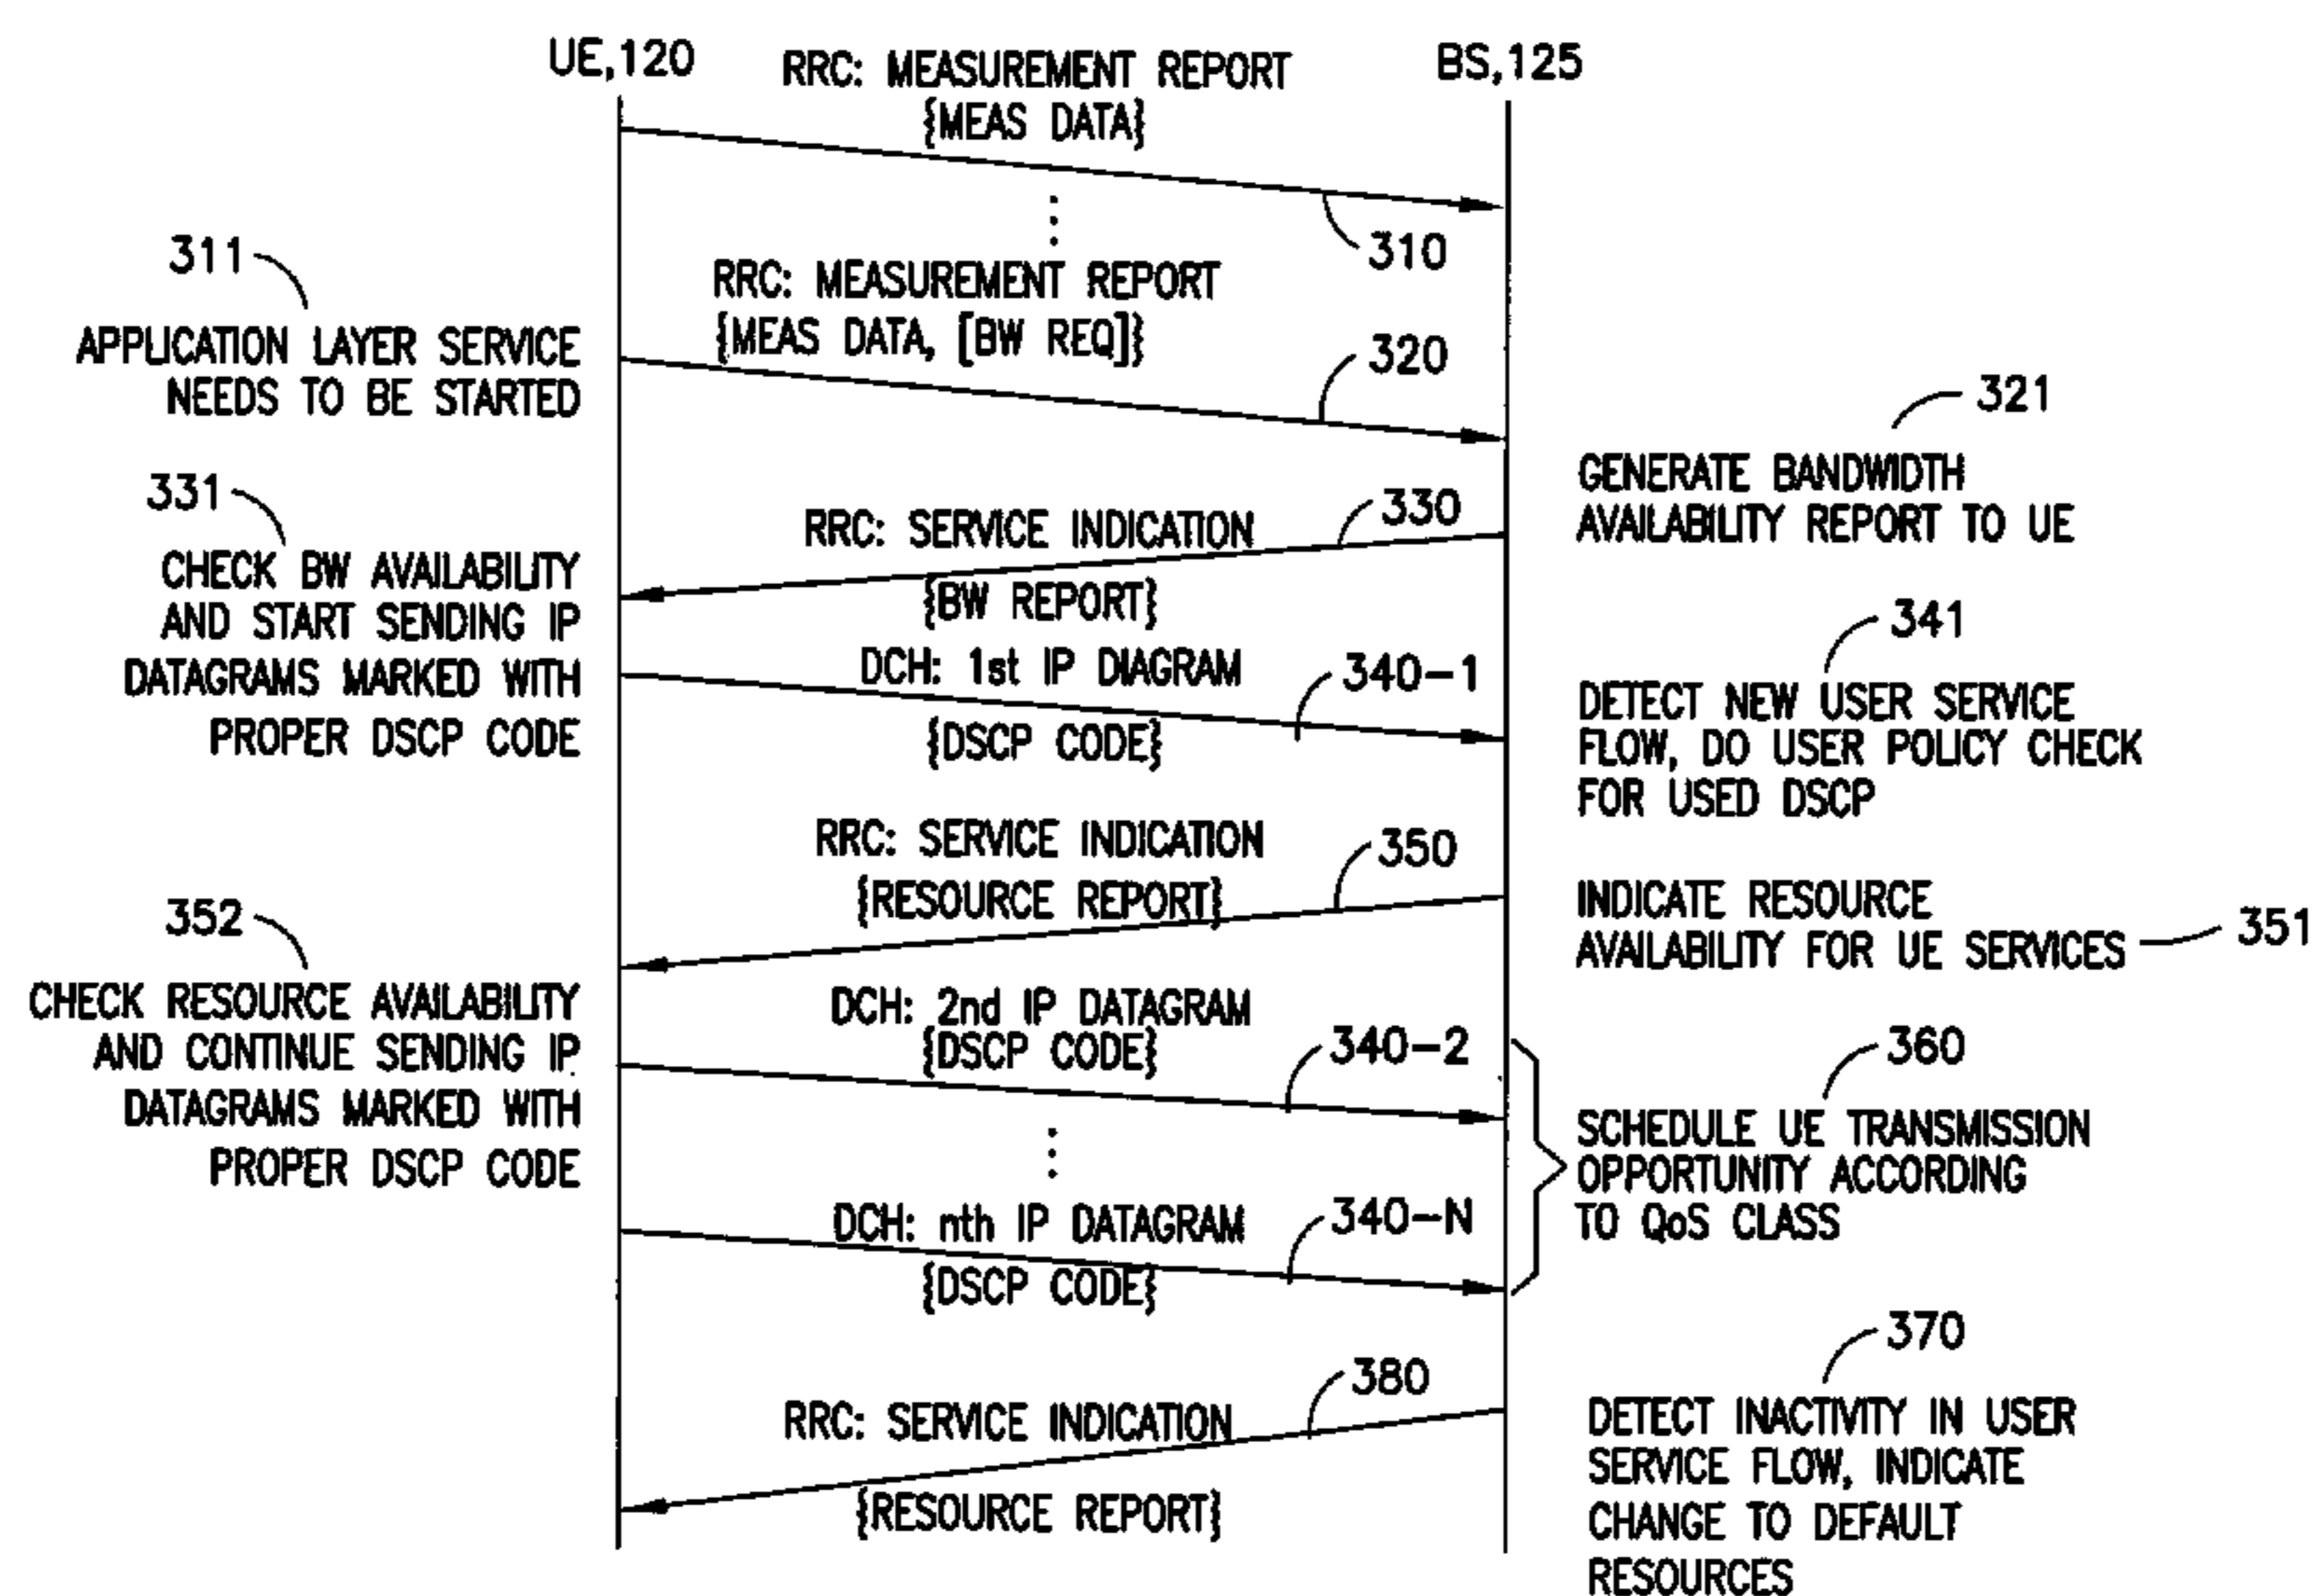 UE,120
RRC: MEASUREMENT REPORT
BS,125
{MEAS DATA}
310
311
RRC: MEASUREMENT REPORT
{MEAS DATA, [BW REQ]}
320
APPLICATION LAYER SERVICE
NEEDS TO BE STARTED
321
GENERATE BANDWIDTH
AVAILABILITY REPORT TO UE
331
330
RRC: SERVICE INDICATION
{BW REPORT}
CHECK BW AVAILABILITY
AND START SENDING IP
DATAGRAMS MARKED WITH
PROPER DSCP CODE
341
DCH: 1st IP DIAGRAM
340-1
{DSCP CODE}
DETECT NEW USER SERVICE
FLOW, DO USER POLICY CHECK
FOR USED DSCP
RRC: SERVICE INDICATION
350
{RESOURCE REPORT}
INDICATE RESOURCE
AVAILABILITY FOR UE SERVICES
351
352
CHECK RESOURCE AVAILABILITY
AND CONTINUE SENDING IP
DATAGRAMS MARKED WITH
PROPER DSCP CODE
DCH: 2nd IP DATAGRAM
{DSCP CODE}
340-2
360
SCHEDULE UE TRANSMISSION
OPPORTUNITY ACCORDING
TO QoS CLASS
DCH: nth IP DATAGRAM
340-N
{DSCP CODE}
370
380
RRC: SERVICE INDICATION
{RESOURCE REPORT}
DETECT INACTIVITY IN USER
SERVICE FLOW, INDICATE
CHANGE TO DEFAULT
RESOURCES